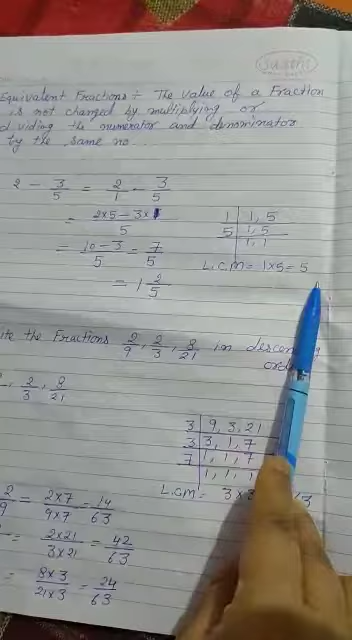 Equivalent Fractions ÷ The value of a Fraction
is not changed by multiplying or
dividing the numerator and denominator
by the same no.
2 - 3/5 = 2/1 - 3/5
= 2×5-3×1/5
= 10-3/5 = 7/5
= 1 2/5
1 | 1, 5
5 | 1, 5
1, 1
L.C.M = 1×5 = 5
the Fractions 2/9, 2/3, 8/21 in
2/3, 8/21
3 | 9, 3, 21
3 | 3, 1, 7
7 | 1, 1, 7
1, 1, 1
L.CM = 3×3
2/9 = 2×7/9×7 = 14/63
= 2×21/3×21 = 42/63
= 8×3/21×3 = 24/63